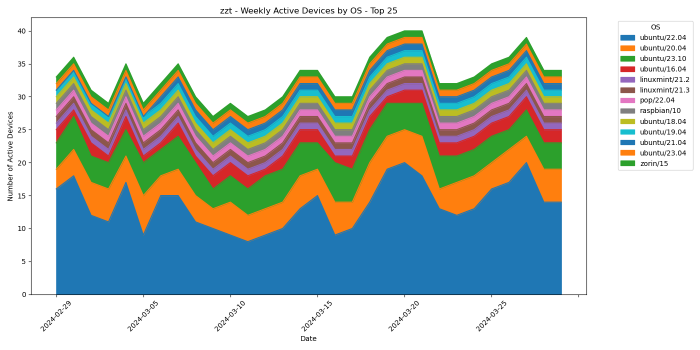 zzt - Weekly Active Devices by OS - Top 25
Number of Active Devices
40
35
30
25
20
15
10
5
0
2024-02-29
2024-03-05
2024-03-10
2024-03-15
2024-03-20
2024-03-25
Date
OS
ubuntu/22.04
ubuntu/20.04
ubuntu/23.10
ubuntu/16.04
linuxmint/21.2
linuxmint/21.3
pop/22.04
raspbian/10
ubuntu/18.04
ubuntu/19.04
ubuntu/21.04
ubuntu/23.04
zorin/15